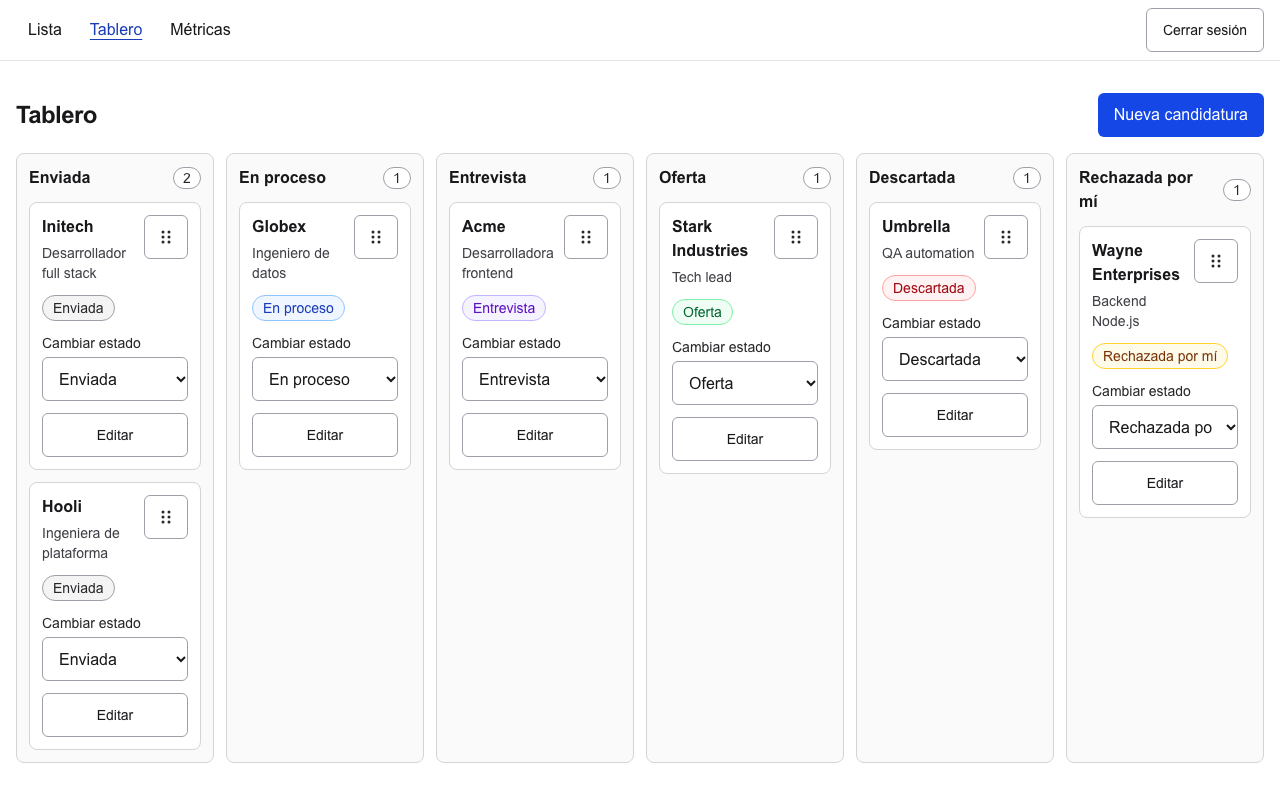 Lista
Tablero
Métricas
Cerrar sesión
Tablero
Nueva candidatura
Enviada
2
Initech
Desarrollador
full stack
Enviada
Cambiar estado
Enviada
Editar
Hooli
Ingeniera de
plataforma
Enviada
Cambiar estado
Enviada
Editar
En proceso
1
Globex
Ingeniero de
datos
En proceso
Cambiar estado
En proceso
Editar
Entrevista
1
Acme
Desarrolladora
frontend
Entrevista
Cambiar estado
Entrevista
Editar
Oferta
1
Stark
Industries
Tech lead
Oferta
Cambiar estado
Oferta
Editar
Descartada
1
Umbrella
QA automation
Descartada
Cambiar estado
Descartada
Editar
Rechazada por
mí
1
Wayne
Enterprises
Backend
Node.js
Rechazada por mí
Cambiar estado
Rechazada po
Editar